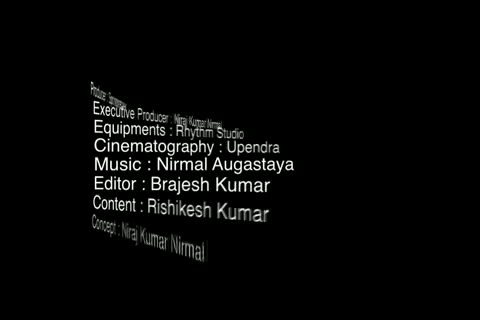 Producer :
Executive Producer : Niraj Kumar Nirmal
Equipments : Rhythm Studio
Cinematography : Upendra
Music : Nirmal Augastaya
Editor : Brajesh Kumar
Content : Rishikesh Kumar
Concept : Niraj Kumar Nirmal